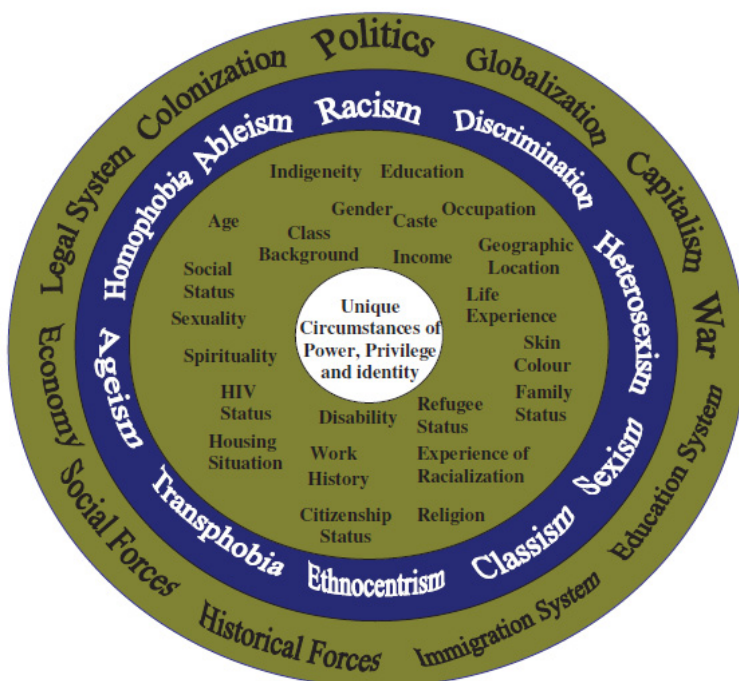 Politics
Globalization
Capitalism
War
Education System
Immigration System
Historical Forces
Social Forces
Economy
Legal System
Colonization
Racism
Discrimination
Heterosexism
Sexism
Classism
Ethnocentrism
Transphobia
Ageism
Homophobia
Ableism
Indigeneity
Education
Age
Gender
Caste
Occupation
Class
Background
Income
Geographic
Location
Social
Status
Life
Experience
Sexuality
Skin
Colour
Spirituality
HIV
Status
Family
Status
Disability
Refugee
Status
Housing
Situation
Work
History
Experience of
Racialization
Citizenship
Status
Religion
Unique
Circumstances of
Power, Privilege
and identity